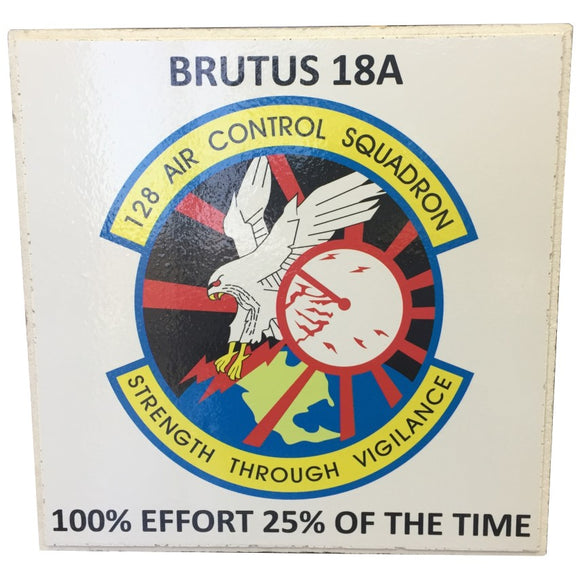 BRUTUS 18A
128 AIR CONTROL SQUADRON
STRENGTH THROUGH VIGILANCE
100% EFFORT 25% OF THE TIME